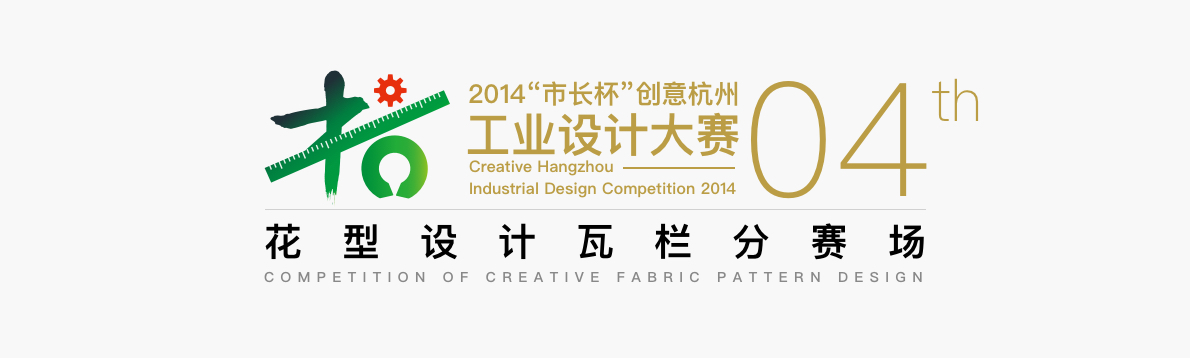 2014“市长杯”创意杭州
工业设计大赛
Creative Hangzhou
Industrial Design Competition 2014
04th
花型设计瓦栏分赛场
COMPETITION OF CREATIVE FABRIC PATTERN DESIGN